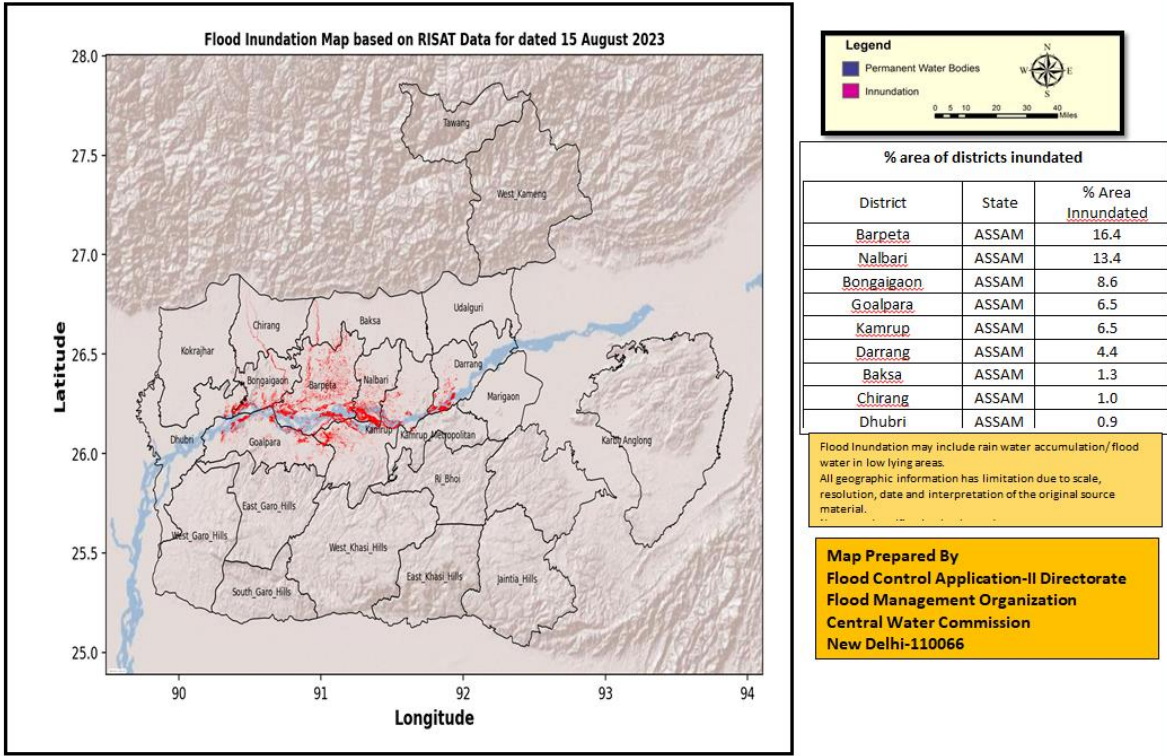 Flood Inundation Map based on RISAT Data for dated 15 August 2023
28.0
27.5
27.0
26.5
26.0
25.5
25.0
Latitude
90 91 92 93 94
Longitude
Tawang
West_Kameng
Udalguri
Chirang
Baksa
Kokrajhar
Darrang
Bongaigaon
Barpeta
Nalbari
Marigaon
Dhubri
Goalpara
Kamrup
Kamrup_Metropolitan
Karbi_Anglong
Ri_Bhoi
East_Garo_Hills
West_Garo_Hills
West_Khasi_Hills
East_Khasi_Hills
Jaintia_Hills
South_Garo_Hills
Legend
Permanent Water Bodies
Innundation
N
W E
S
0 5 10 20 30 40
Miles
% area of districts inundated
District State % Area
Innundated
Barpeta ASSAM 16.4
Nalbari ASSAM 13.4
Bongaigaon ASSAM 8.6
Goalpara ASSAM 6.5
Kamrup ASSAM 6.5
Darrang ASSAM 4.4
Baksa ASSAM 1.3
Chirang ASSAM 1.0
Dhubri ASSAM 0.9
Flood Inundation may include rain water accumulation/ flood
water in low lying areas.
All geographic information has limitation due to scale,
resolution, date and interpretation of the original source
material.
Map Prepared By
Flood Control Application-II Directorate
Flood Management Organization
Central Water Commission
New Delhi-110066